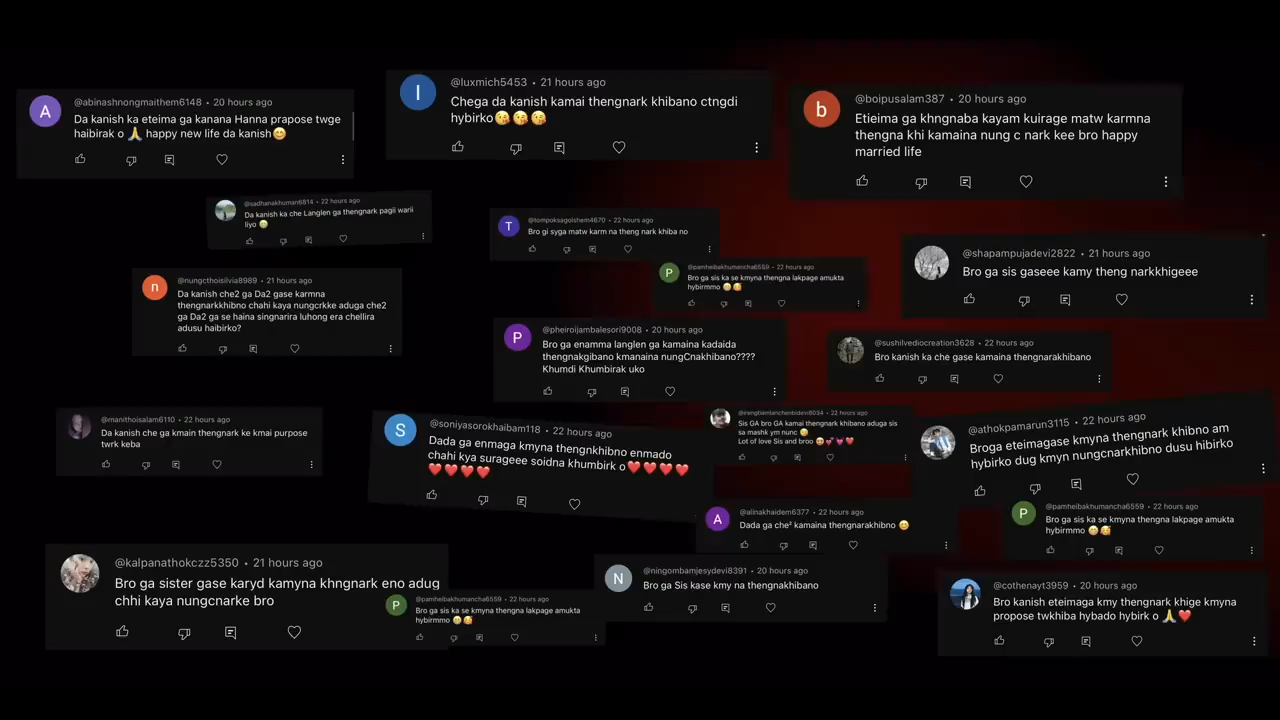 @abinashnongmaithem6148 • 20 hours ago
Da kanish ka eteima ga kanana Hanna prapose twge
haibirak o 🙏 happy new life da kanish😊
@luxmich5453 • 21 hours ago
Chega da kanish kamai thengnark khibano ctngdi
hybirko😘😘😘
@boipusalam387 • 20 hours ago
Etieima ga khngnaba kayam kuirage matw karmna
thengna khi kamaina nung c nark kee bro happy
married life
@sadhanakhuman6814 • 22 hours ago
Da kanish ka che Langlen ga thengnark pagii warii
liyo
@tompoksagolshem4670 • 22 hours ago
Bro gi syga matw karm na theng nark khiba no
@shapampujadevi2822 • 21 hours ago
Bro ga sis gaseee kamy theng narkkhigeee
@pamheibakhumancha6559 • 22 hours ago
Bro ga sis ka se kmyna thengna lakpage amukta
hybirmmo 😁🥰
@nungcthoisilvia8989 • 21 hours ago
Da kanish che2 ga Da2 gase karmna
thengnarkkhibno chahi kaya nungcrkke aduga che2
ga Da2 ga se haina singnarira luhong era chellira
adusu haibirko?
@pheiroijambalesori9008 • 20 hours ago
Bro ga enamma langlen ga kamaina kadaida
thengnakgibano kmanaina nungCnakhibano????
Khumdi Khumbirak uko
@sushilvediocreation3628 • 22 hours ago
Bro kanish ka che gase kamaina thengnarakhibano
@manithoisalam6110 • 22 hours ago
Da kanish che ga kmain thengnark ke kmai purpose
twrk keba
@soniyasorokhaibam118 • 22 hours ago
Dada ga enmaga kmyna thengnkhibno enmado
chahi kya surageee soidna khumbirk o❤️❤️❤️❤️
❤️❤️❤️❤️
22 hours ago
Sis GA bro GA kamai thengnark khibano aduga sis
sa mashk ym nunc
Lot of love Sis and broo
@athokpamarun3115 • 22 hours ago
Broga eteimagase kmyna thengnark khibno am
hybirko dug kmyn nungcnarkhibno dusu hibirko
@alinakhaidem6377 • 22 hours ago
Dada ga che² kamaina thengnarakhibno 😊
@pamheibakhumancha6559 • 22 hours ago
Bro ga sis ka se kmyna thengna lakpage amukta
hybirmmo 😁🥰
@kalpanathokczz5350 • 21 hours ago
Bro ga sister gase karyd kamyna khngnark eno adug
chhi kaya nungcnarke bro
@pamheibakhumancha6559 • 22 hours ago
Bro ga sis ka se kmyna thengna lakpage amukta
hybirmmo 😁🥰
@ningombamjesydevi8391 • 20 hours ago
Bro ga Sis kase kmy na thengnakhibano
@cothenayt3959 • 20 hours ago
Bro kanish eteimaga kmy thengnark khige kmyna
propose twkhiba hybado hybirk o 🙏❤️